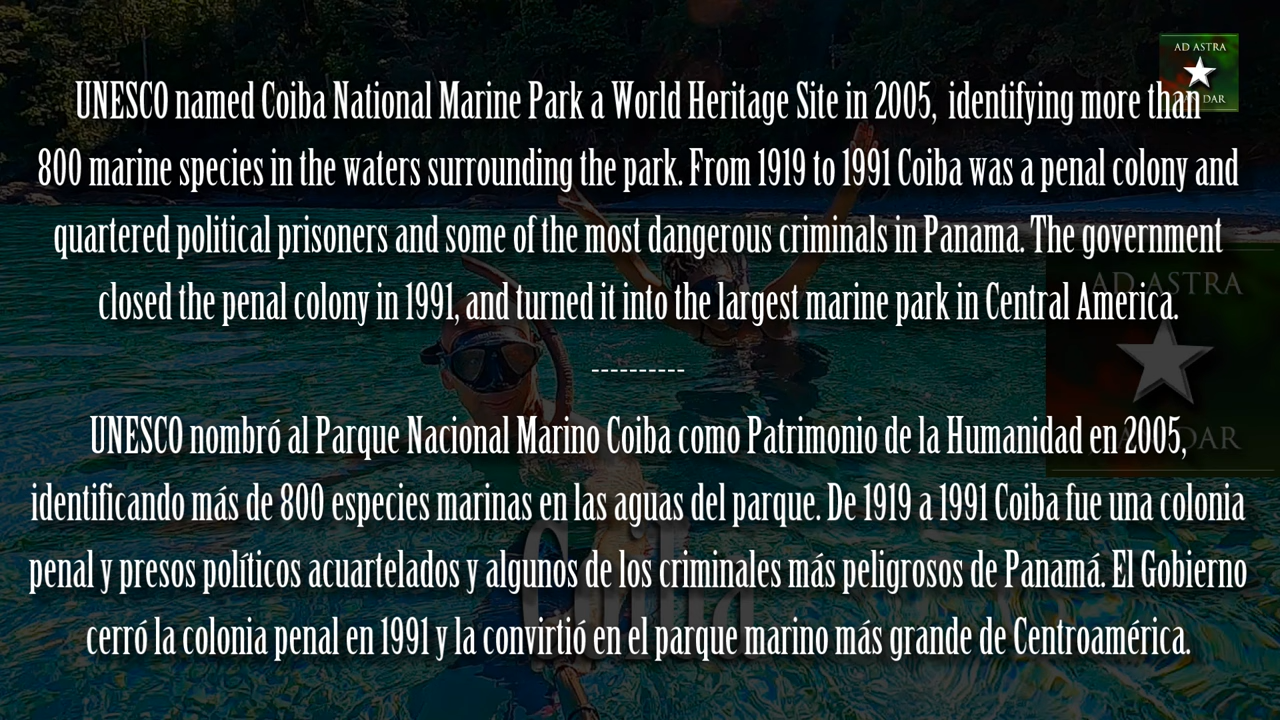 AD ASTRA
DAR
UNESCO named Coiba National Marine Park a World Heritage Site in 2005, identifying more than
800 marine species in the waters surrounding the park. From 1919 to 1991 Coiba was a penal colony and
quartered political prisoners and some of the most dangerous criminals in Panama. The government
closed the penal colony in 1991, and turned it into the largest marine park in Central America.
AD ASTRA
----------
UNESCO nombró al Parque Nacional Marino Coiba como Patrimonio de la Humanidad en 2005,
DAR
identificando más de 800 especies marinas en las aguas del parque. De 1919 a 1991 Coiba fue una colonia
penal y presos políticos acuartelados y algunos de los criminales más peligrosos de Panamá. El Gobierno
Coiba
cerró la colonia penal en 1991 y la convirtió en el parque marino más grande de Centroamérica.